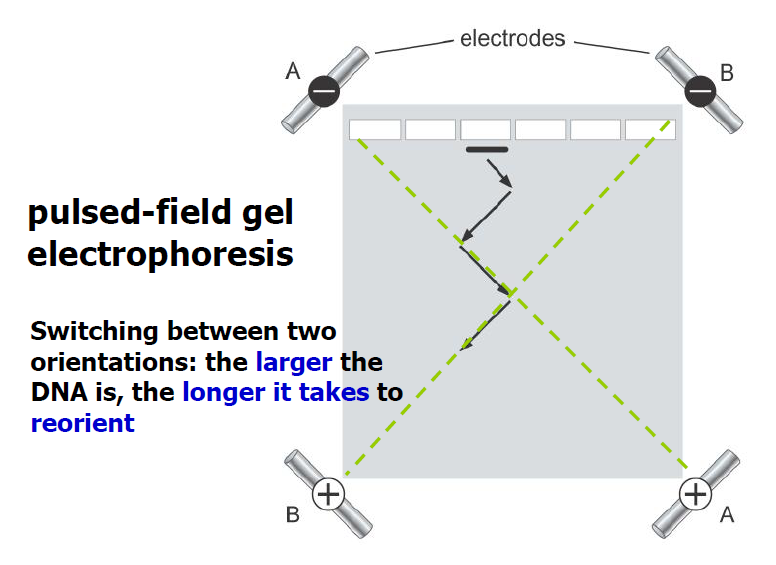 electrodes
A
B
−
−
pulsed-field gel
electrophoresis
Switching between two
orientations: the larger the
DNA is, the longer it takes to
reorient
+
+
B
A